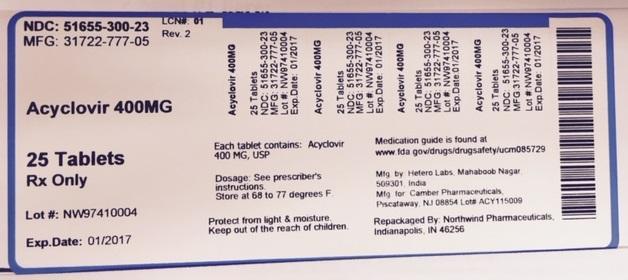 NDC: 51655-300-23
LCN#: 01
MFG: 31722-777-05
Rev. 2
Acyclovir 400MG
25 Tablets
Rx Only
Lot #: NW97410004
Exp.Date: 01/2017
Each tablet contains: Acyclovir
400 MG, USP
Dosage: See prescriber's
instructions
Store at 68 to 77 degrees F.
Protect from light & moisture.
Keep out of the reach of children.
Acyclovir 400MG
25 Tablets
NDC: 51655-300-23
MFG: 31722-777-05
Lot #: NW97410004
Exp.Date: 01/2017
Acyclovir 400MG
25 Tablets
NDC: 51655-300-23
MFG: 31722-777-05
Lot #: NW97410004
Exp.Date: 01/2017
Acyclovir 400MG
25 Tablets
NDC: 51655-300-23
MFG: 31722-777-05
Lot #: NW97410004
Exp.Date: 01/2017
Acyclovir 400MG
25 Tablets
NDC: 51655-300-23
MFG:31722-777-05
Lot #: NW97410004
Exp.Date: 01/2017
Medication guide is found at
www.fda.gov/drugs/drugsafety/ucm085729
Mfg by Hetero Labs, Mahaboob Nagar
509301, India
Mfg for Camber Pharmaceuticals,
Piscataway, NJ 08854 Lot# ACY115009
Repackaged By: Northwind Pharmaceuticals,
Indianapolis, IN 46256